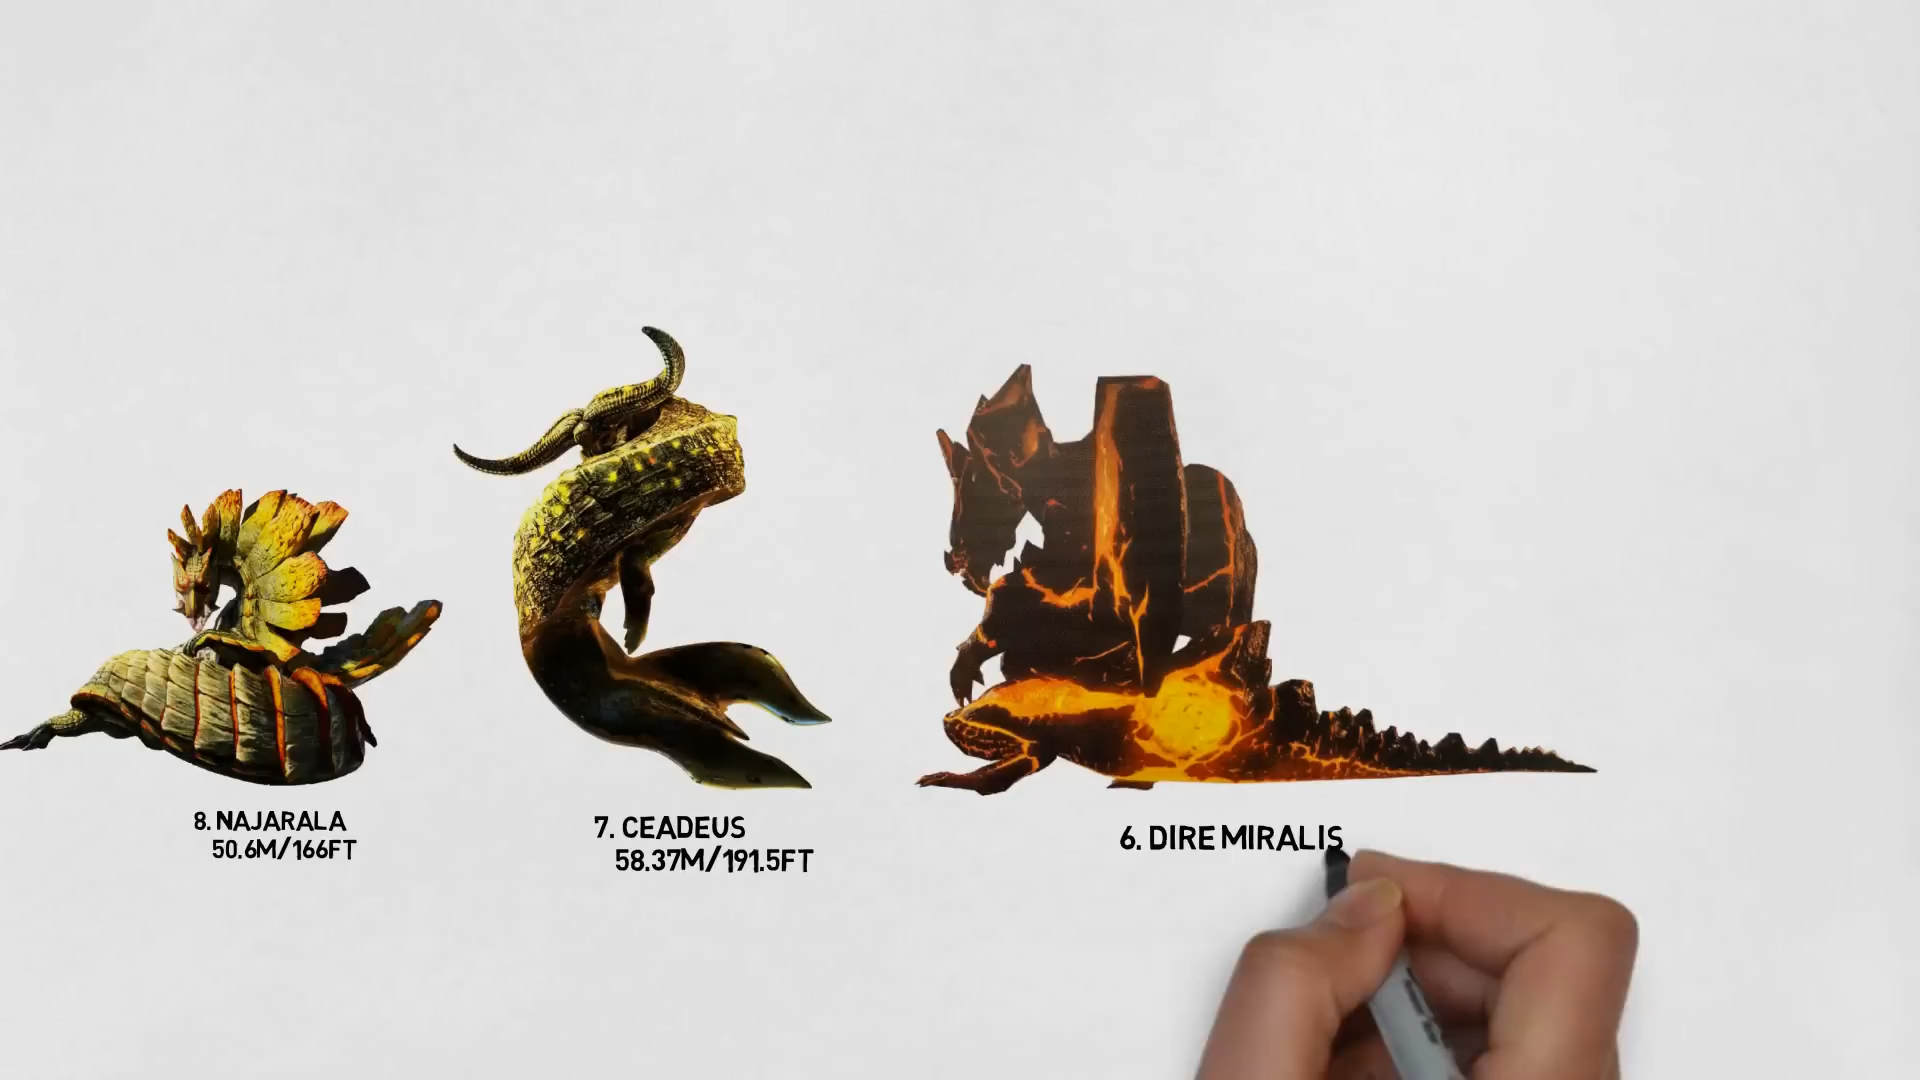 8. NAJARALA
50.6M/166FT
7. CEADEUS
58.37M/191.5FT
6. DIRE MIRALIS